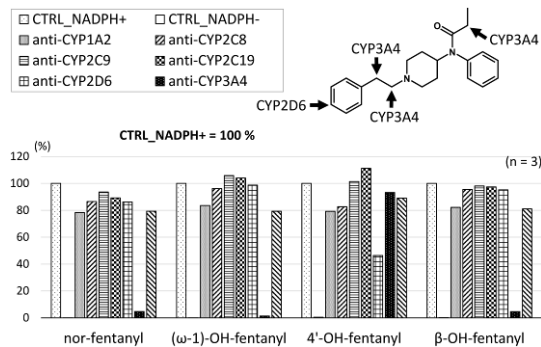 CTRL_NADPH+ CTRL_NADPH-
anti-CYP1A2 anti-CYP2C8
anti-CYP2C9 anti-CYP2C19
anti-CYP2D6 anti-CYP3A4
O
N
N
CYP3A4
CYP3A4
CYP2D6
CYP3A4
CTRL_NADPH+ = 100 %
(%)
(n = 3)
120
100
80
60
40
20
0
nor-fentanyl (ω-1)-OH-fentanyl 4'-OH-fentanyl β-OH-fentanyl